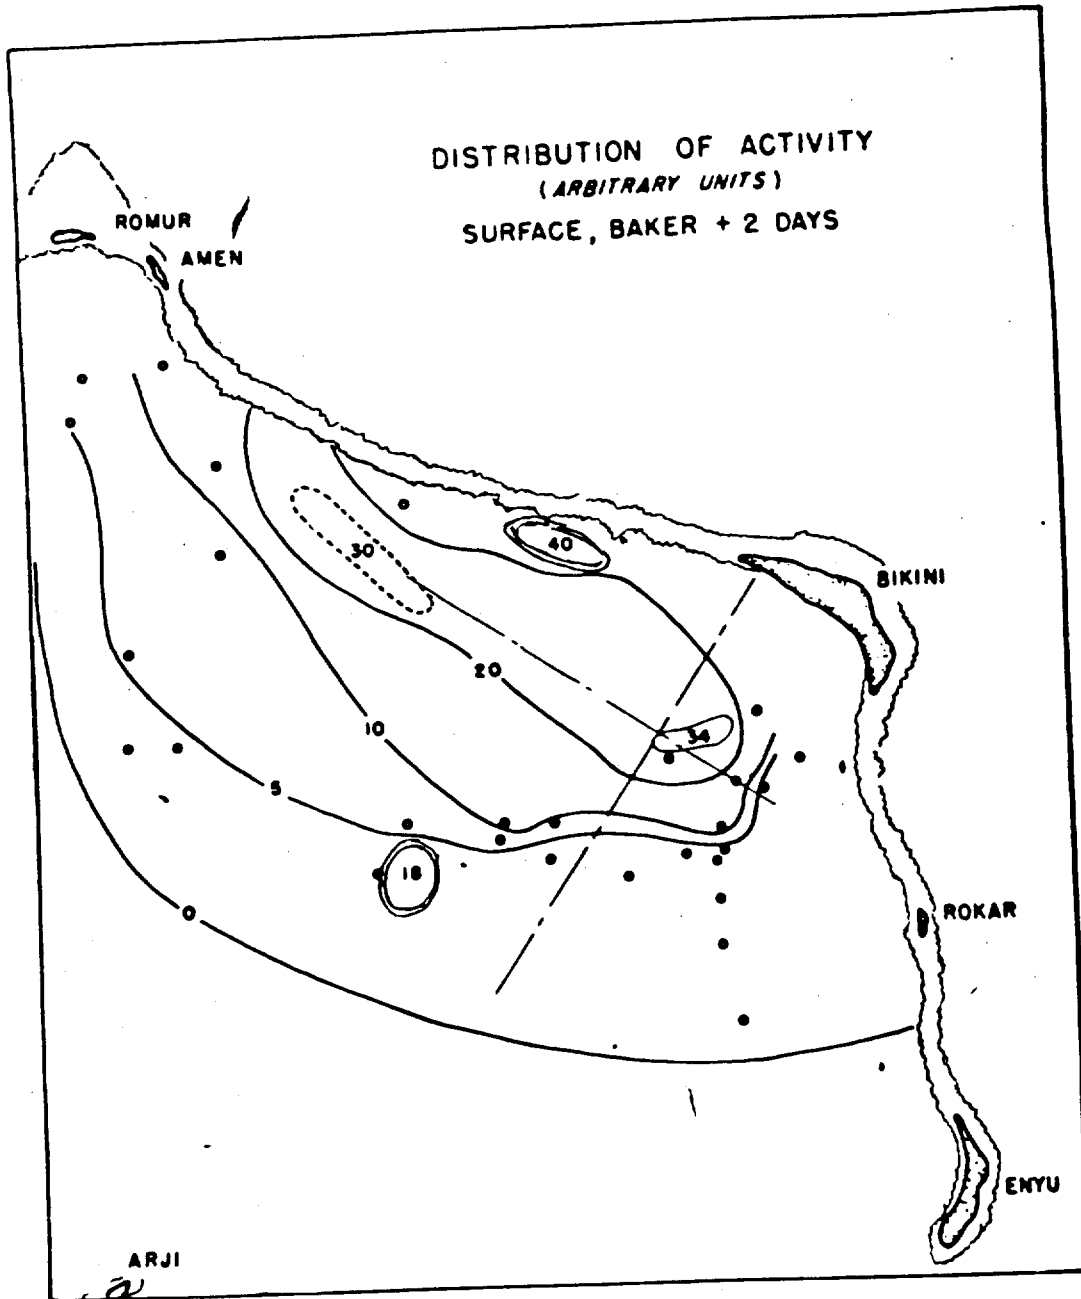 DISTRIBUTION OF ACTIVITY
(ARBITRARY UNITS)
SURFACE, BAKER + 2 DAYS
ROMUR
AMEN
30
40
BIKINI
20
10
34
5
18
0
ROKAR
ENYU
ARJI